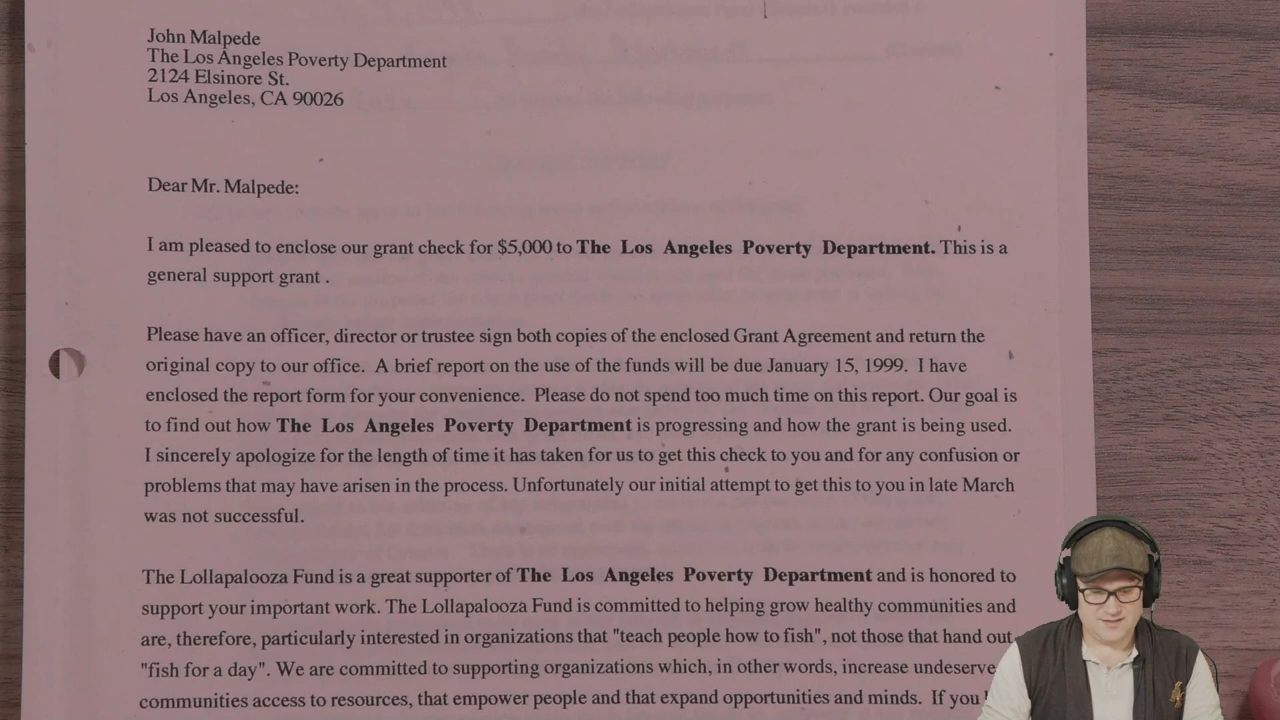 John Malpede
The Los Angeles Poverty Department
2124 Elsinore St.
Los Angeles, CA 90026
Dear Mr. Malpede:
I am pleased to enclose our grant check for $5,000 to The Los Angeles Poverty Department. This is a
general support grant .
Please have an officer, director or trustee sign both copies of the enclosed Grant Agreement and return the
original copy to our office. A brief report on the use of the funds will be due January 15, 1999. I have
enclosed the report form for your convenience. Please do not spend too much time on this report. Our goal is
to find out how The Los Angeles Poverty Department is progressing and how the grant is being used.
I sincerely apologize for the length of time it has taken for us to get this check to you and for any confusion or
problems that may have arisen in the process. Unfortunately our initial attempt to get this to you in late March
was not successful.
The Lollapalooza Fund is a great supporter of The Los Angeles Poverty Department and is honored to
support your important work. The Lollapalooza Fund is committed to helping grow healthy communities and
are, therefore, particularly interested in organizations that "teach people how to fish", not those that hand out
"fish for a day". We are committed to supporting organizations which, in other words, increase
communities access to resources, that empower people and that expand opportunities and minds. If you